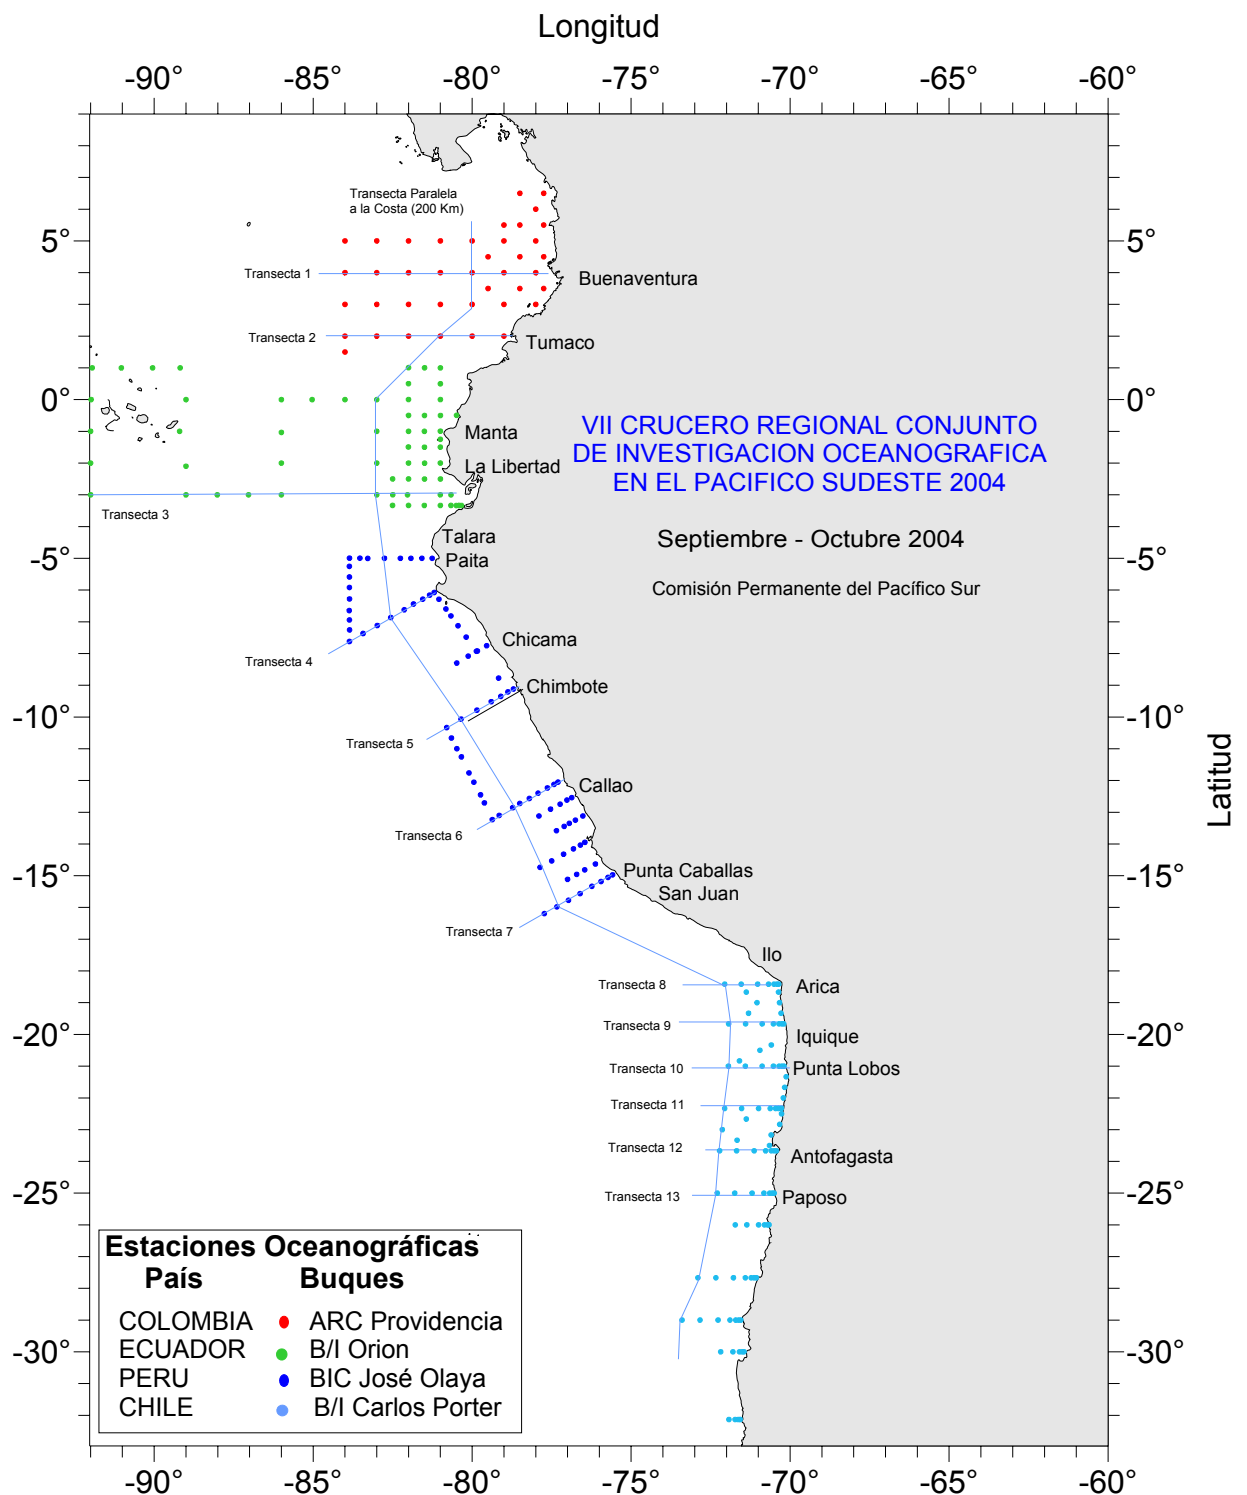 Longitud
-90° -85° -80° -75° -70° -65° -60°
Transecta Paralela
a la Costa (200 Km)
5° 5°
Transecta 1
Buenaventura
Transecta 2
Tumaco
0° 0°
VII CRUCERO REGIONAL CONJUNTO
DE INVESTIGACION OCEANOGRAFICA
EN EL PACIFICO SUDESTE 2004
Manta
La Libertad
Transecta 3
Talara
Septiembre - Octubre 2004
-5° Paita -5°
Comisión Permanente del Pacífico Sur
Chicama
Transecta 4
Chimbote
-10° -10°
Transecta 5
Latitud
Callao
Transecta 6
-15° Punta Caballas -15°
San Juan
Transecta 7
Ilo
Transecta 8 Arica
Transecta 9
-20° Iquique -20°
Transecta 10 Punta Lobos
Transecta 11
Transecta 12 Antofagasta
-25° Transecta 13 Paposo -25°
Estaciones Oceanográficas
País Buques
COLOMBIA ARC Providencia
ECUADOR B/I Orion
-30° -30°
PERU BIC José Olaya
CHILE B/I Carlos Porter
-90° -85° -80° -75° -70° -65° -60°